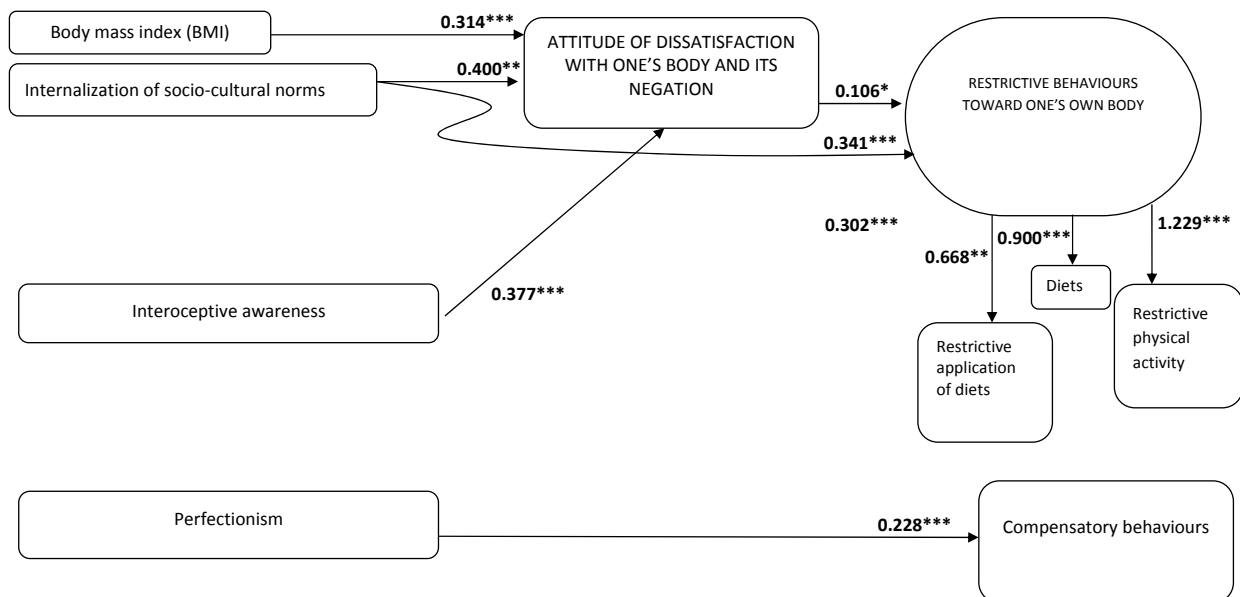 Body mass index (BMI)
0.314***
Internalization of socio-cultural norms
0.400**
ATTITUDE OF DISSATISFACTION
WITH ONE'S BODY AND ITS
NEGATION
0.106*
RESTRICTIVE BEHAVIOURS
TOWARD ONE'S OWN BODY
0.341***
0.302***
0.668**
0.900***
1.229***
Interoceptive awareness
0.377***
Diets
Restrictive
application
of diets
Restrictive
physical
activity
Perfectionism
0.228***
Compensatory behaviours